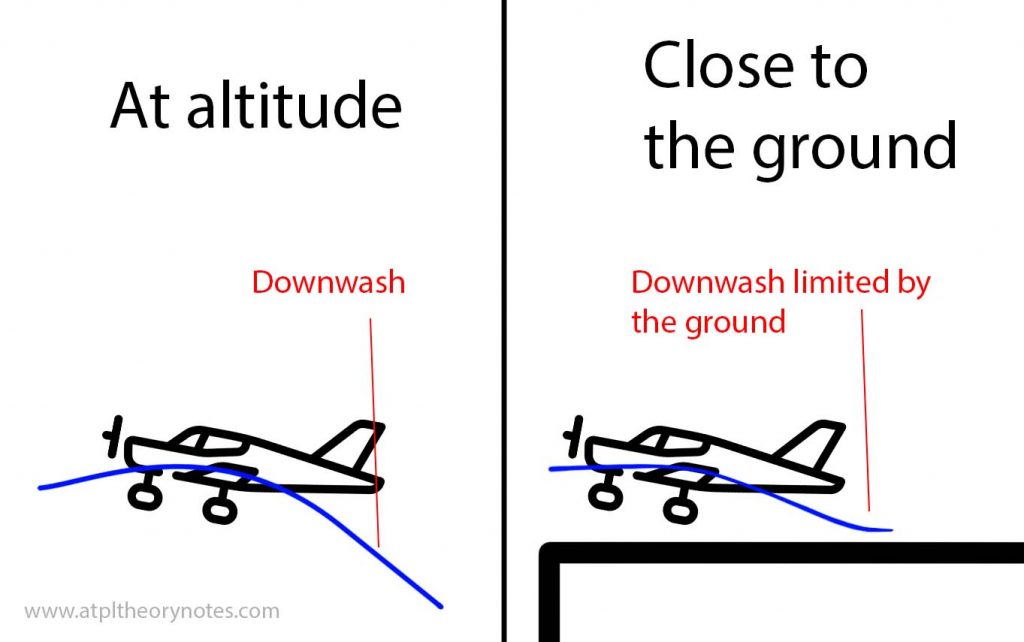 At altitude
Downwash
www.atpltheorynotes.com
Close to
the ground
Downwash limited by
the ground